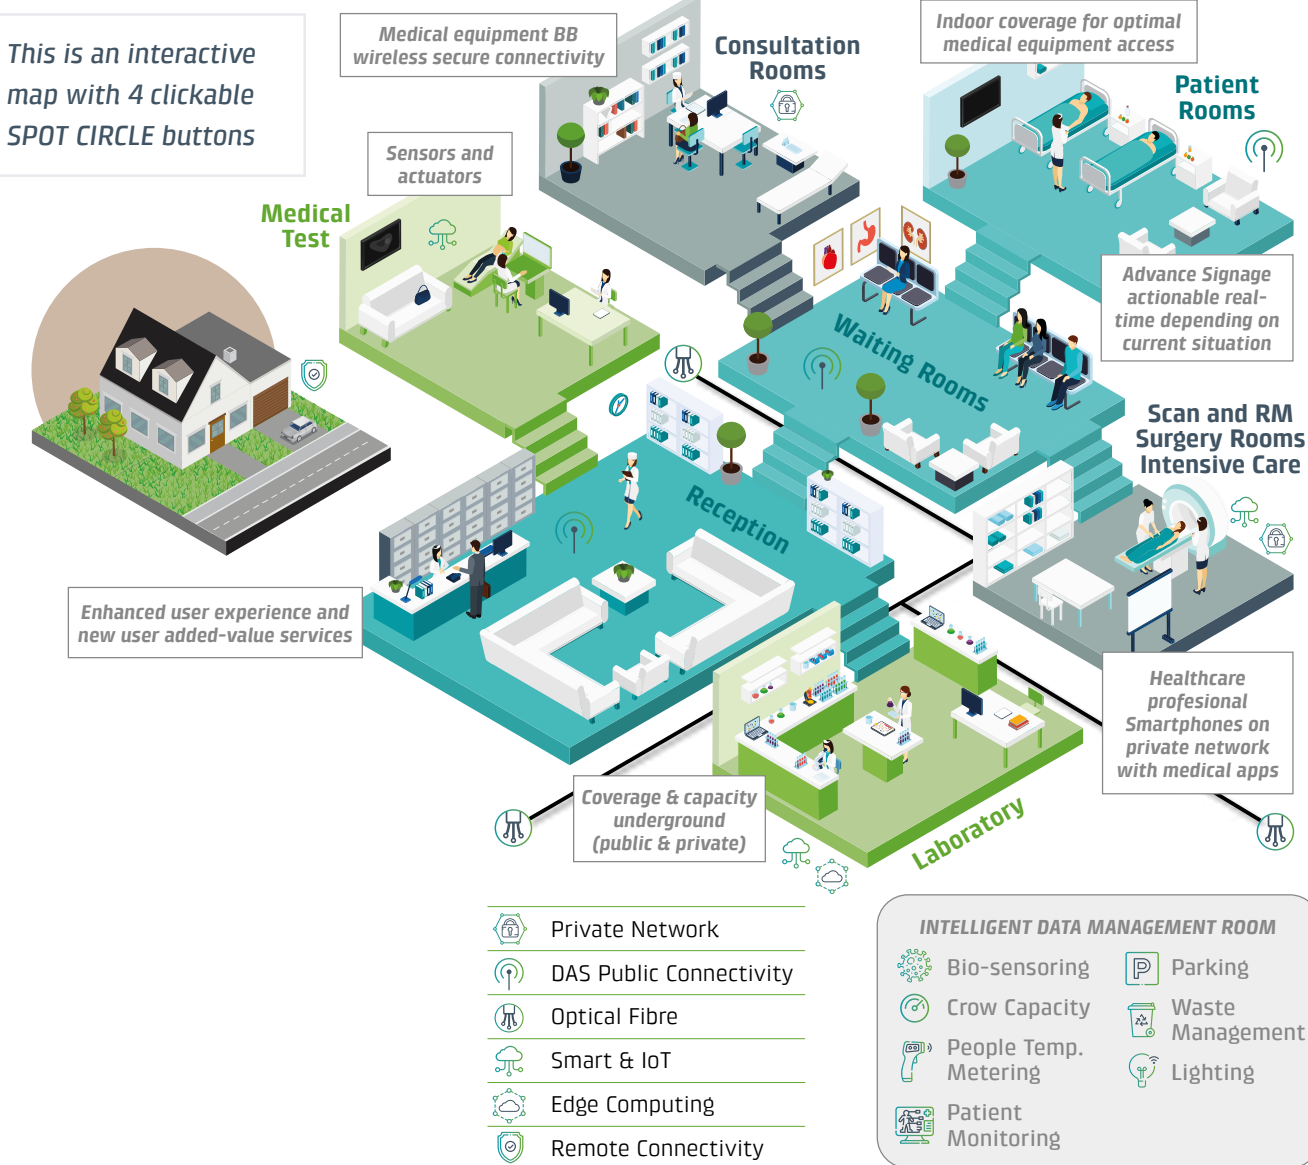 This is an interactive
map with 4 clickable
SPOT CIRCLE buttons
Medical equipment BB
wireless secure connectivity
Consultation
Rooms
Indoor coverage for optimal
medical equipment access
Patient
Rooms
Sensors and
actuators
Medical
Test
Advance Signage
actionable real-
time depending on
current situation
Waiting Rooms
Scan and RM
Surgery Rooms
Intensive Care
Reception
Enhanced user experience and
new user added-value services
Healthcare
profesional
Smartphones on
private network
with medical apps
Coverage & capacity
underground
(public & private)
Laboratory
Private Network
DAS Public Connectivity
Optical Fibre
Smart & IoT
Edge Computing
Remote Connectivity
INTELLIGENT DATA MANAGEMENT ROOM
Bio-sensoring
Crow Capacity
People Temp.
Metering
Patient
Monitoring
P
Parking
Waste
Management
Lighting